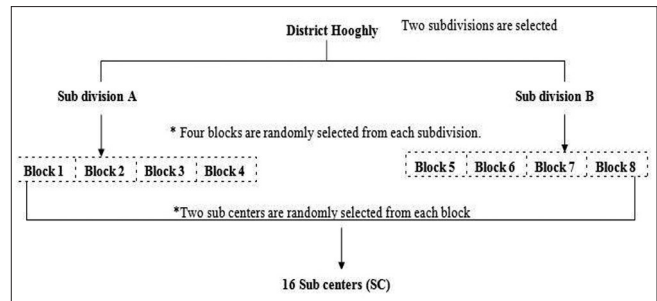 District Hooghly
Two subdivisions are selected
Sub division A
Sub division B
* Four blocks are randomly selected from each subdivision.
Block 1 Block 2 Block 3 Block 4
Block 5 Block 6 Block 7 Block 8
*Two sub centers are randomly selected from each block
16 Sub centers (SC)